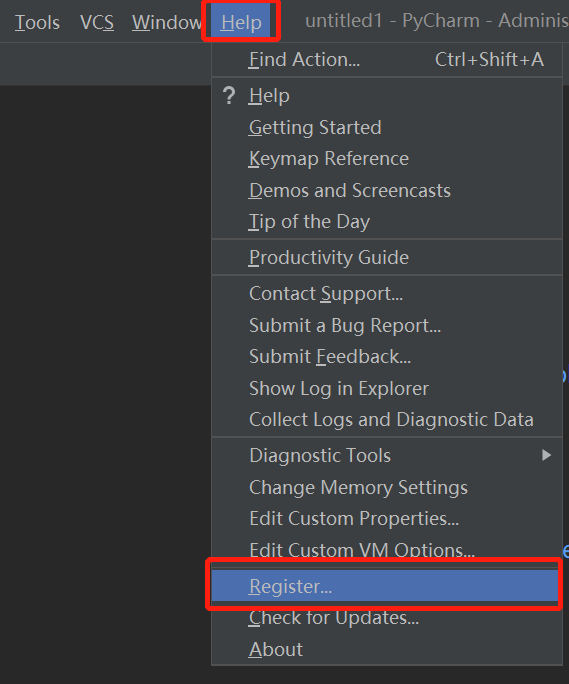 Tools VCS Window Help untitled1 - PyCharm - Adminis
Find Action... Ctrl+Shift+A
? Help
Getting Started
Keymap Reference
Demos and Screencasts
Tip of the Day
Productivity Guide
Contact Support...
Submit a Bug Report...
Submit Feedback...
Show Log in Explorer
Collect Logs and Diagnostic Data
Diagnostic Tools
Change Memory Settings
Edit Custom Properties...
Edit Custom VM Options...
Register...
Check for Updates...
About